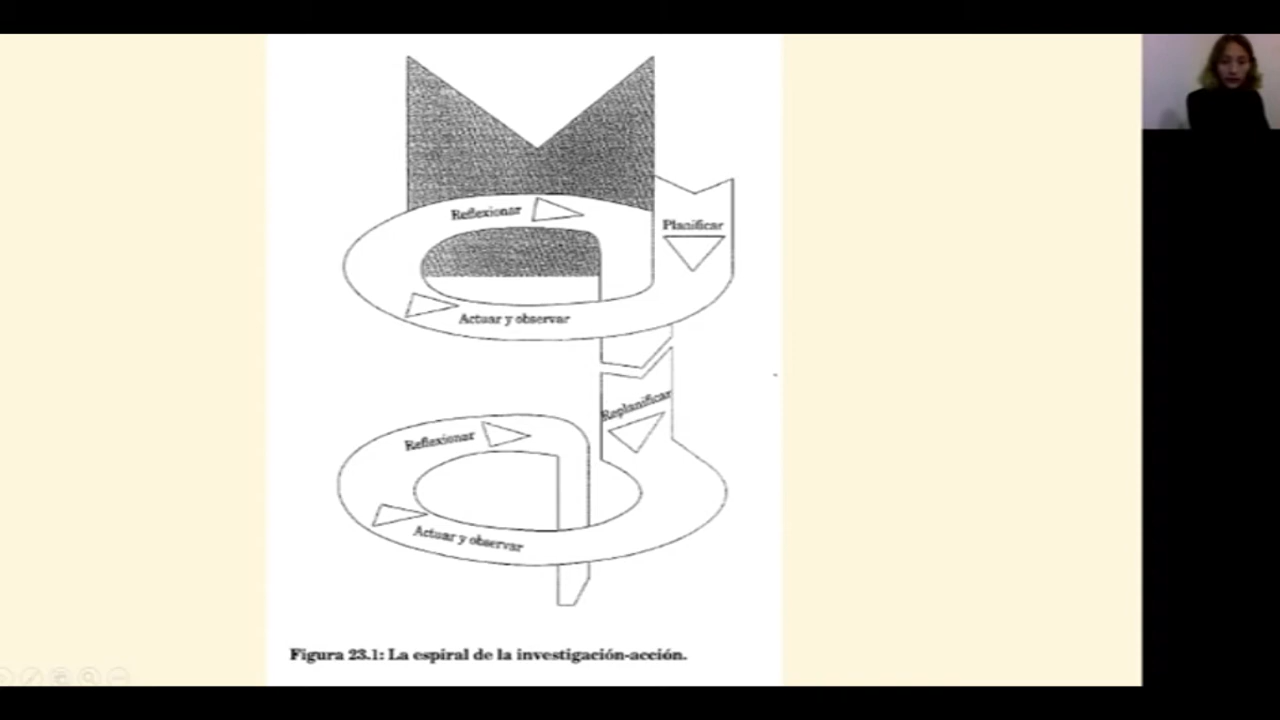 Reflexionar
Planificar
Actuar y observar
Replanificar
Reflexionar
Actuar y observar
Figura 23.1: La espiral de la investigación-acción.